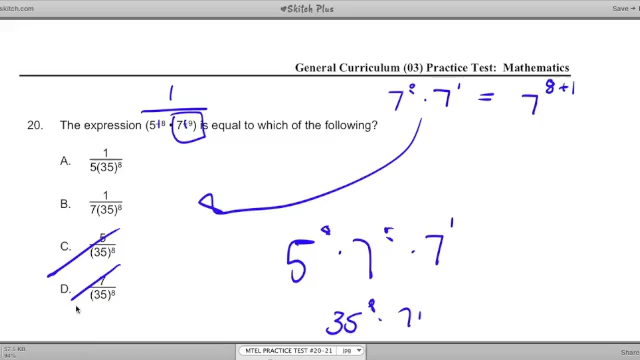 skitch.com
Skitch Plus
Save →
General Curriculum (03) Practice Test: Mathematics
1
7⁸ · 7¹ = 7⁸⁺¹
20. The expression (5⁻⁸ · 7⁻⁹) is equal to which of the following?
A. 1/5(35)⁸
B. 1/7(35)⁸
C. 5/(35)⁸
5⁸ · 7⁸ · 7¹
D. 7/(35)⁸
35⁸ · 7¹
94%
MTEL PRACTICE TEST #20-21
JPG